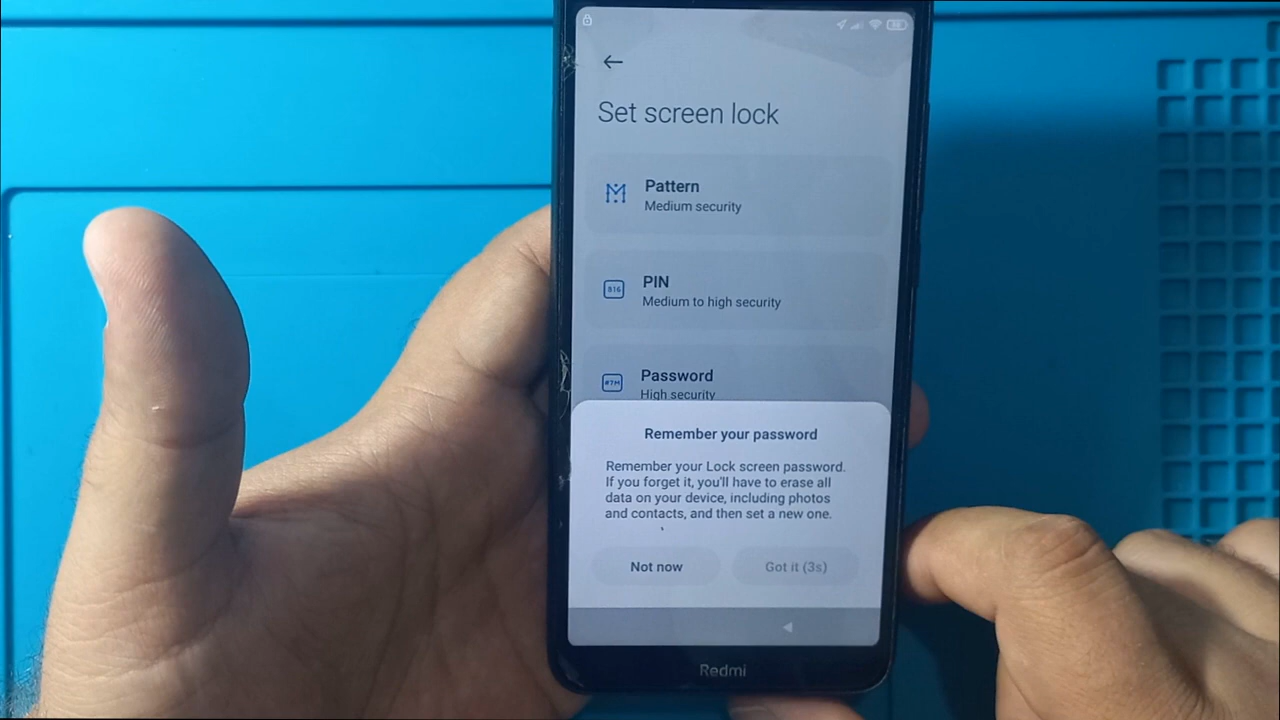 Set screen lock
Pattern
Medium security
PIN
Medium to high security
Password
High security
Remember your password
Remember your Lock screen password.
If you forget it, you'll have to erase all
data on your device, including photos
and contacts, and then set a new one.
Not now
Got it (3s)
Redmi